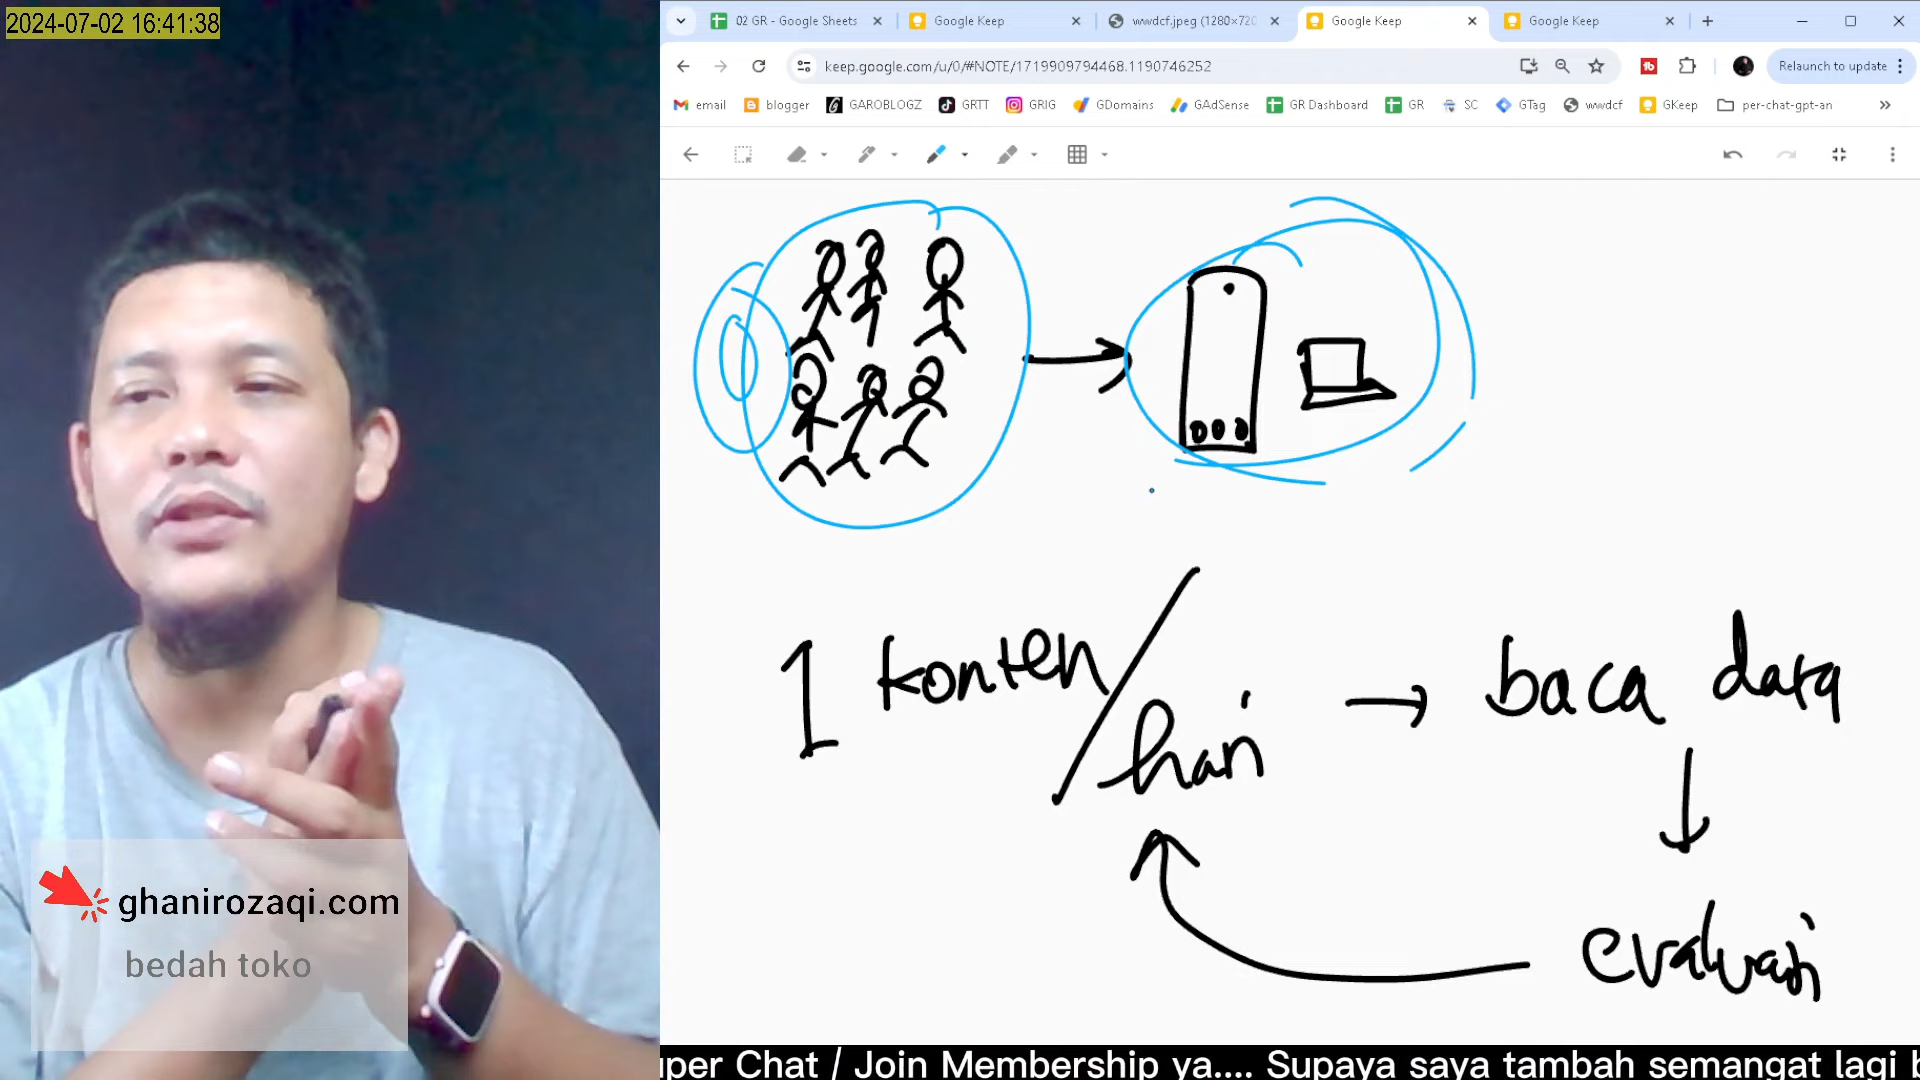 2024-07-02 16:41:38
02 GR - Google Sheets
Google Keep
wwdcf.jpeg (1280×720
Google Keep
Google Keep
keep.google.com/u/0/#NOTE/1719909794468.1190746252
Relaunch to update
email
blogger
GAROBLOGZ
GRTT
GRIG
GDomains
GAdSense
GR Dashboard
GR
SC
GTag
wwdcf
GKeep
per-chat-gpt-an
1 konten/hari → baca data
evaluasi
ghanirozaqi.com
bedah toko
uper Chat / Join Membership ya.... Supaya saya tambah semangat lagi b